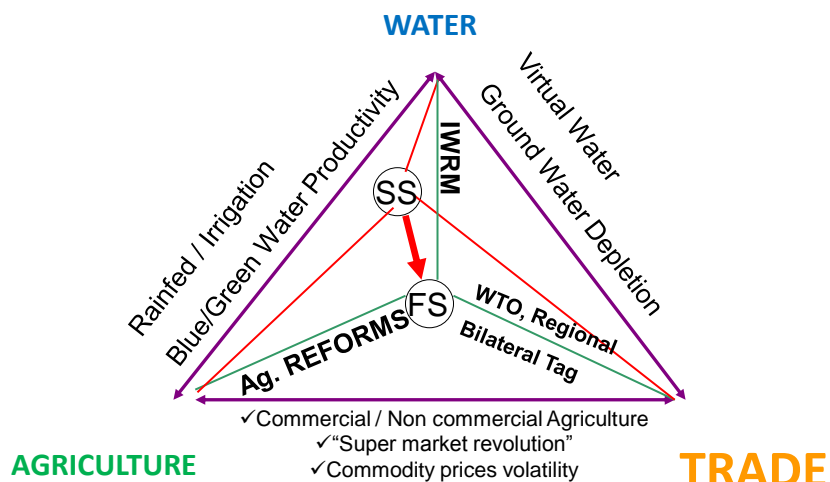 WATER
Virtual Water
Ground Water Depletion
Rainfed / Irrigation
Blue/Green Water Productivity
IWRM
SS
FS
WTO, Regional
Bilateral Tag
Ag. REFORMS
✓Commercial / Non commercial Agriculture
✓“Super market revolution”
✓Commodity prices volatility
AGRICULTURE
TRADE